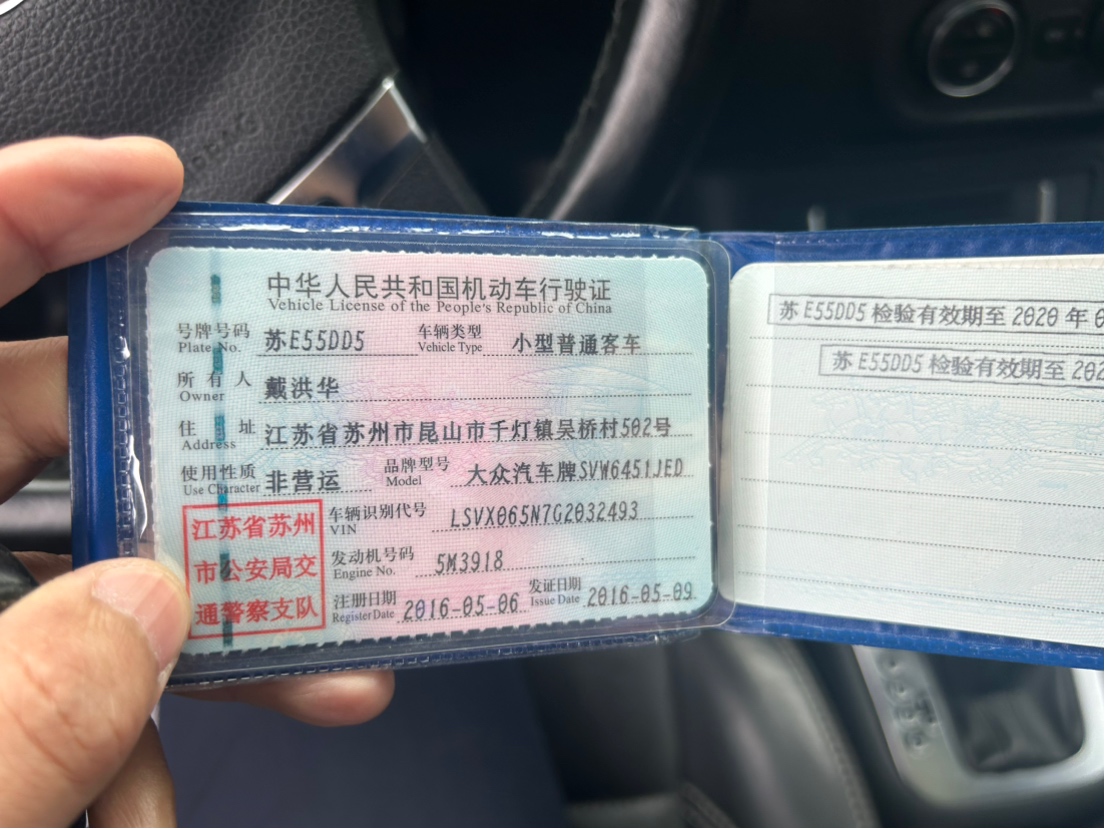 中华人民共和国机动车行驶证
Vehicle License of the People's Republic of China
号牌号码 苏E55DD5 车辆类型 小型普通客车
Plate No. Vehicle Type
所有人 戴洪华
Owner
住址 江苏省苏州市昆山市千灯镇吴桥村502号
Address
使用性质 非营运 品牌型号 大众汽车牌SVW6451JED
Use Character Model
江苏省苏州
市公安局交
通警察支队
车辆识别代号 LSVX065N7G2032493
VIN
发动机号码 5M3918
Engine No.
注册日期 2016-05-06 发证日期 2016-05-09
Register Date Issue Date
苏E55DD5检验有效期至2020年0
苏E55DD5检验有效期至202